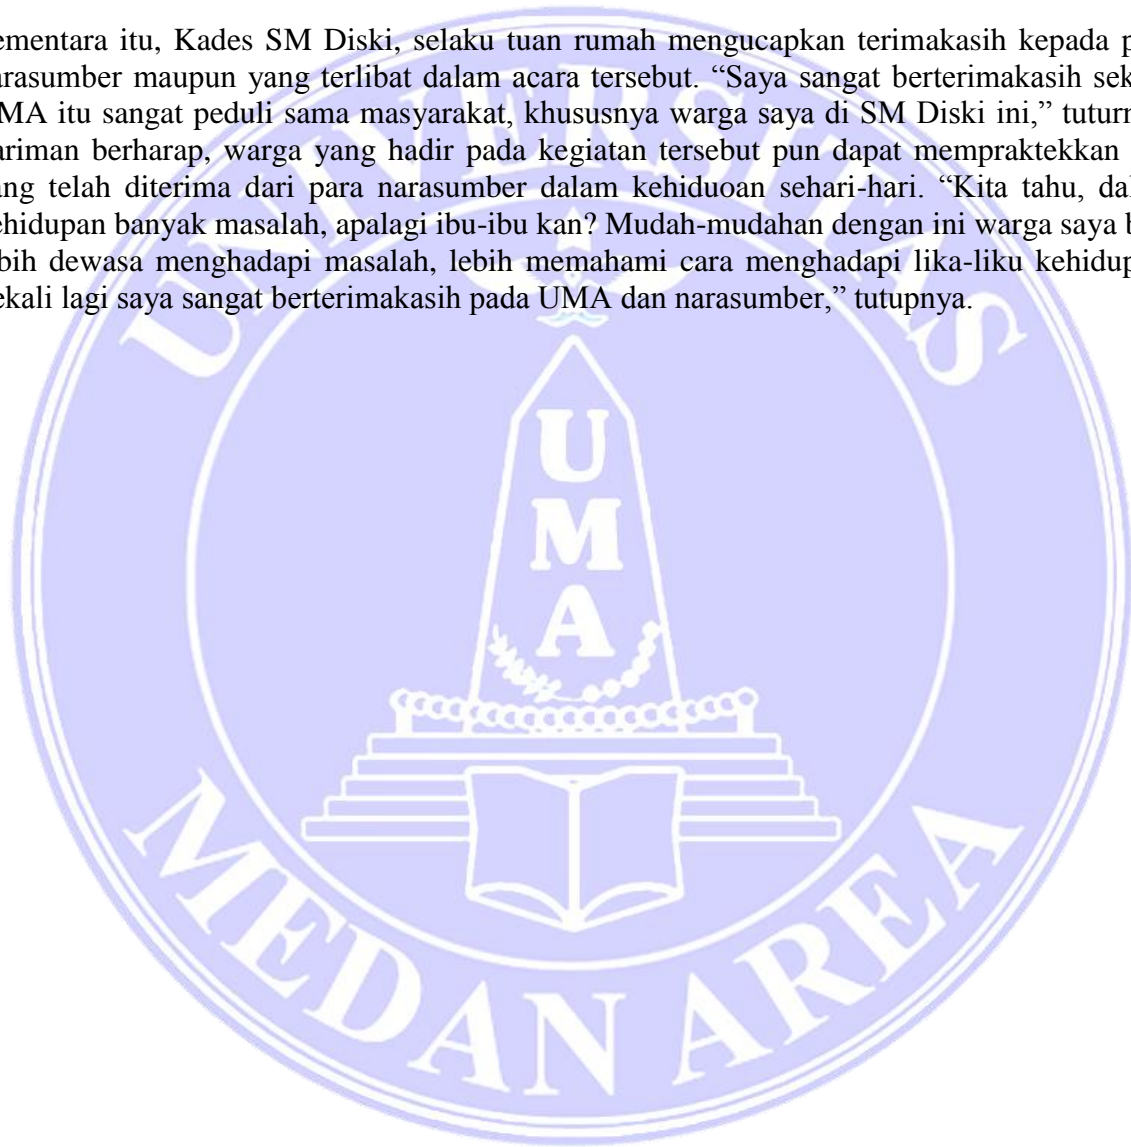 ementara itu, Kades SM Diski, selaku tuan rumah mengucapkan terimakasih kepada p
arasumber maupun yang terlibat dalam acara tersebut. “Saya sangat berterimakasih sek
MA itu sangat peduli sama masyarakat, khususnya warga saya di SM Diski ini,” tuturn
ariman berharap, warga yang hadir pada kegiatan tersebut pun dapat mempraktekkan
ang telah diterima dari para narasumber dalam kehiduoan sehari-hari. “Kita tahu, dal
ehidupan banyak masalah, apalagi ibu-ibu kan? Mudah-mudahan dengan ini warga saya b
bih dewasa menghadapi masalah, lebih memahami cara menghadapi lika-liku kehidup
ekali lagi saya sangat berterimakasih pada UMA dan narasumber,” tutupnya.
UNIVERSITAS
U
M
A
MEDAN AREA